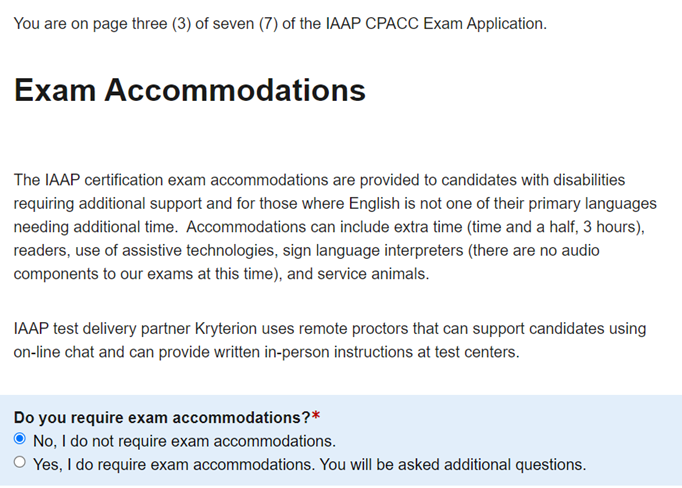 You are on page three (3) of seven (7) of the IAAP CPACC Exam Application.
Exam Accommodations
The IAAP certification exam accommodations are provided to candidates with disabilities
requiring additional support and for those where English is not one of their primary languages
needing additional time.  Accommodations can include extra time (time and a half, 3 hours),
readers, use of assistive technologies, sign language interpreters (there are no audio
components to our exams at this time), and service animals.
IAAP test delivery partner Kryterion uses remote proctors that can support candidates using
on-line chat and can provide written in-person instructions at test centers.
Do you require exam accommodations?*
No, I do not require exam accommodations.
Yes, I do require exam accommodations. You will be asked additional questions.